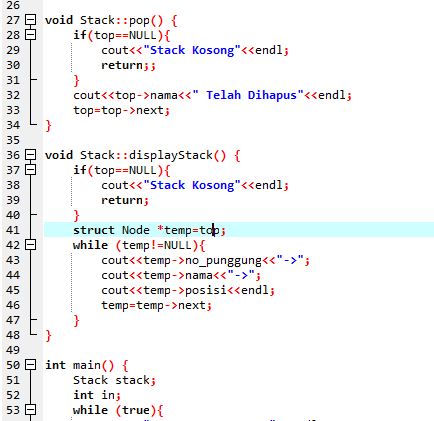 26
27 void Stack::pop() {
28     if(top==NULL){
29         cout<<"Stack Kosong"<<endl;
30         return;;
31     }
32     cout<<top->nama<<" Telah Dihapus"<<endl;
33     top=top->next;
34 }
35
36 void Stack::displayStack() {
37     if(top==NULL){
38         cout<<"Stack Kosong"<<endl;
39         return;
40     }
41     struct Node *temp=top;
42     while (temp!=NULL){
43         cout<<temp->no_punggung<<"->";
44         cout<<temp->nama<<"->";
45         cout<<temp->posisi<<endl;
46         temp=temp->next;
47     }
48 }
49
50 int main() {
51     Stack stack;
52     int in;
53     while (true){